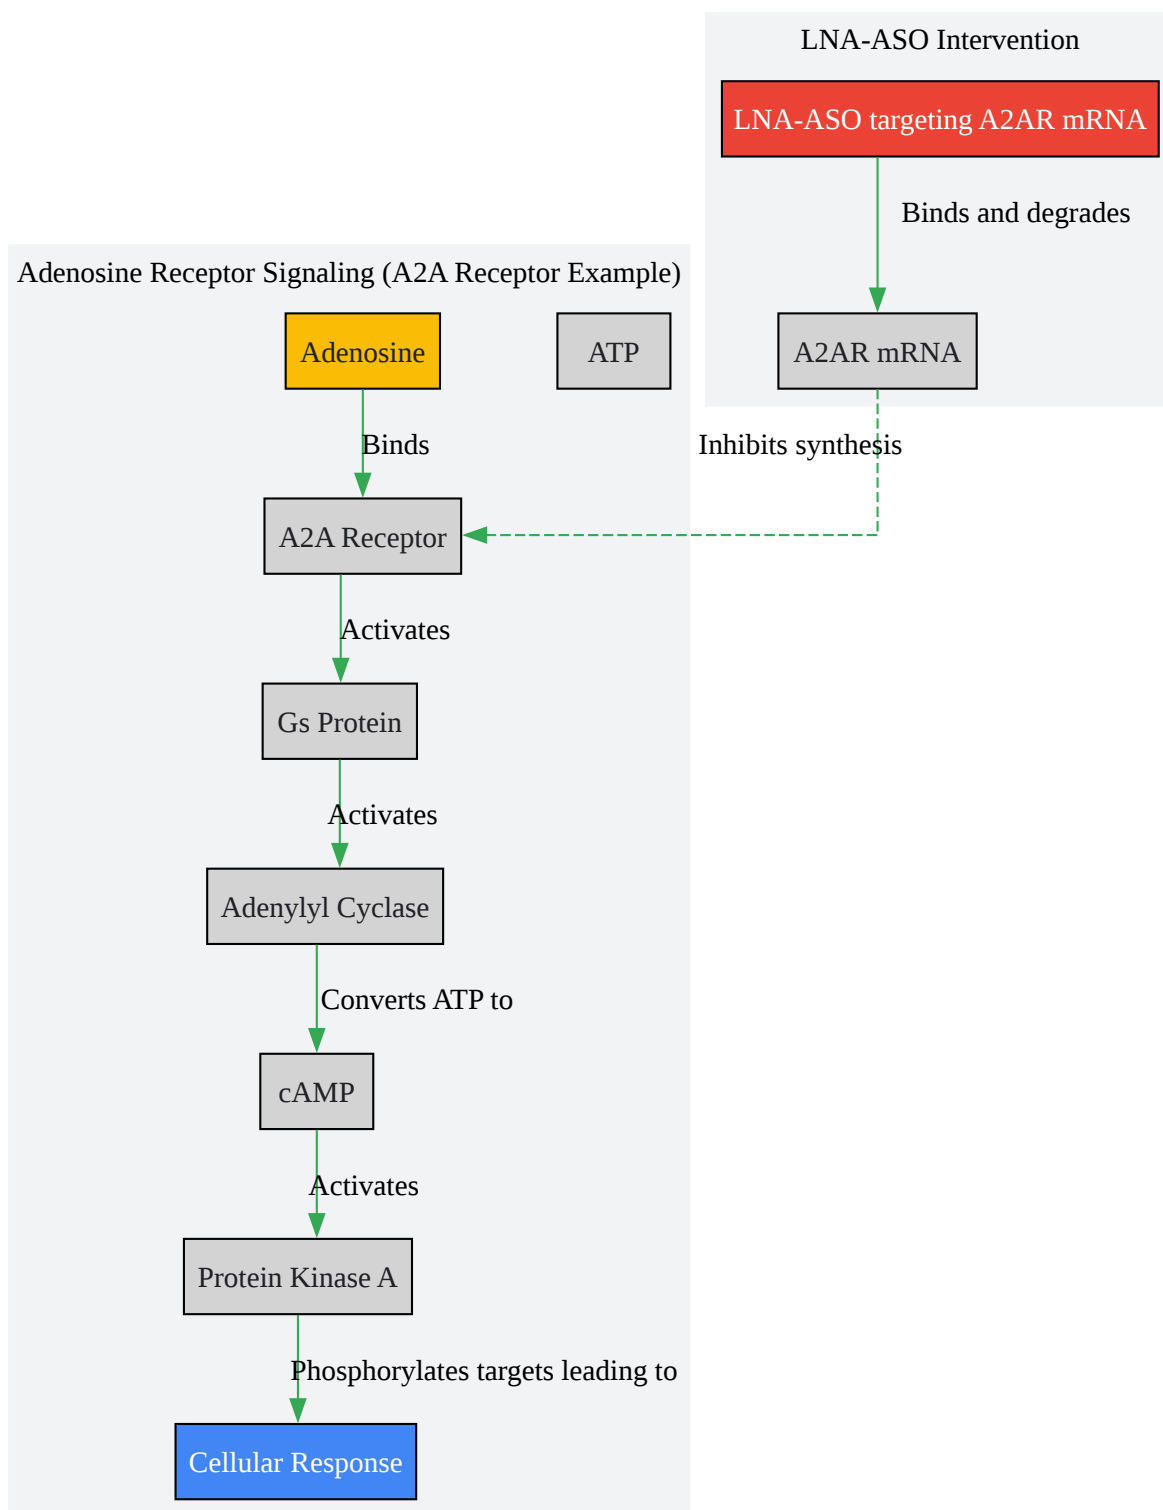 LNA-ASO Intervention
LNA-ASO targeting A2AR mRNA
Binds and degrades
Adenosine Receptor Signaling (A2A Receptor Example)
Adenosine
ATP
A2AR mRNA
Binds
Inhibits synthesis
A2A Receptor
Activates
Gs Protein
Activates
Adenylyl Cyclase
Converts ATP to
cAMP
Activates
Protein Kinase A
Phosphorylates targets leading to
Cellular Response